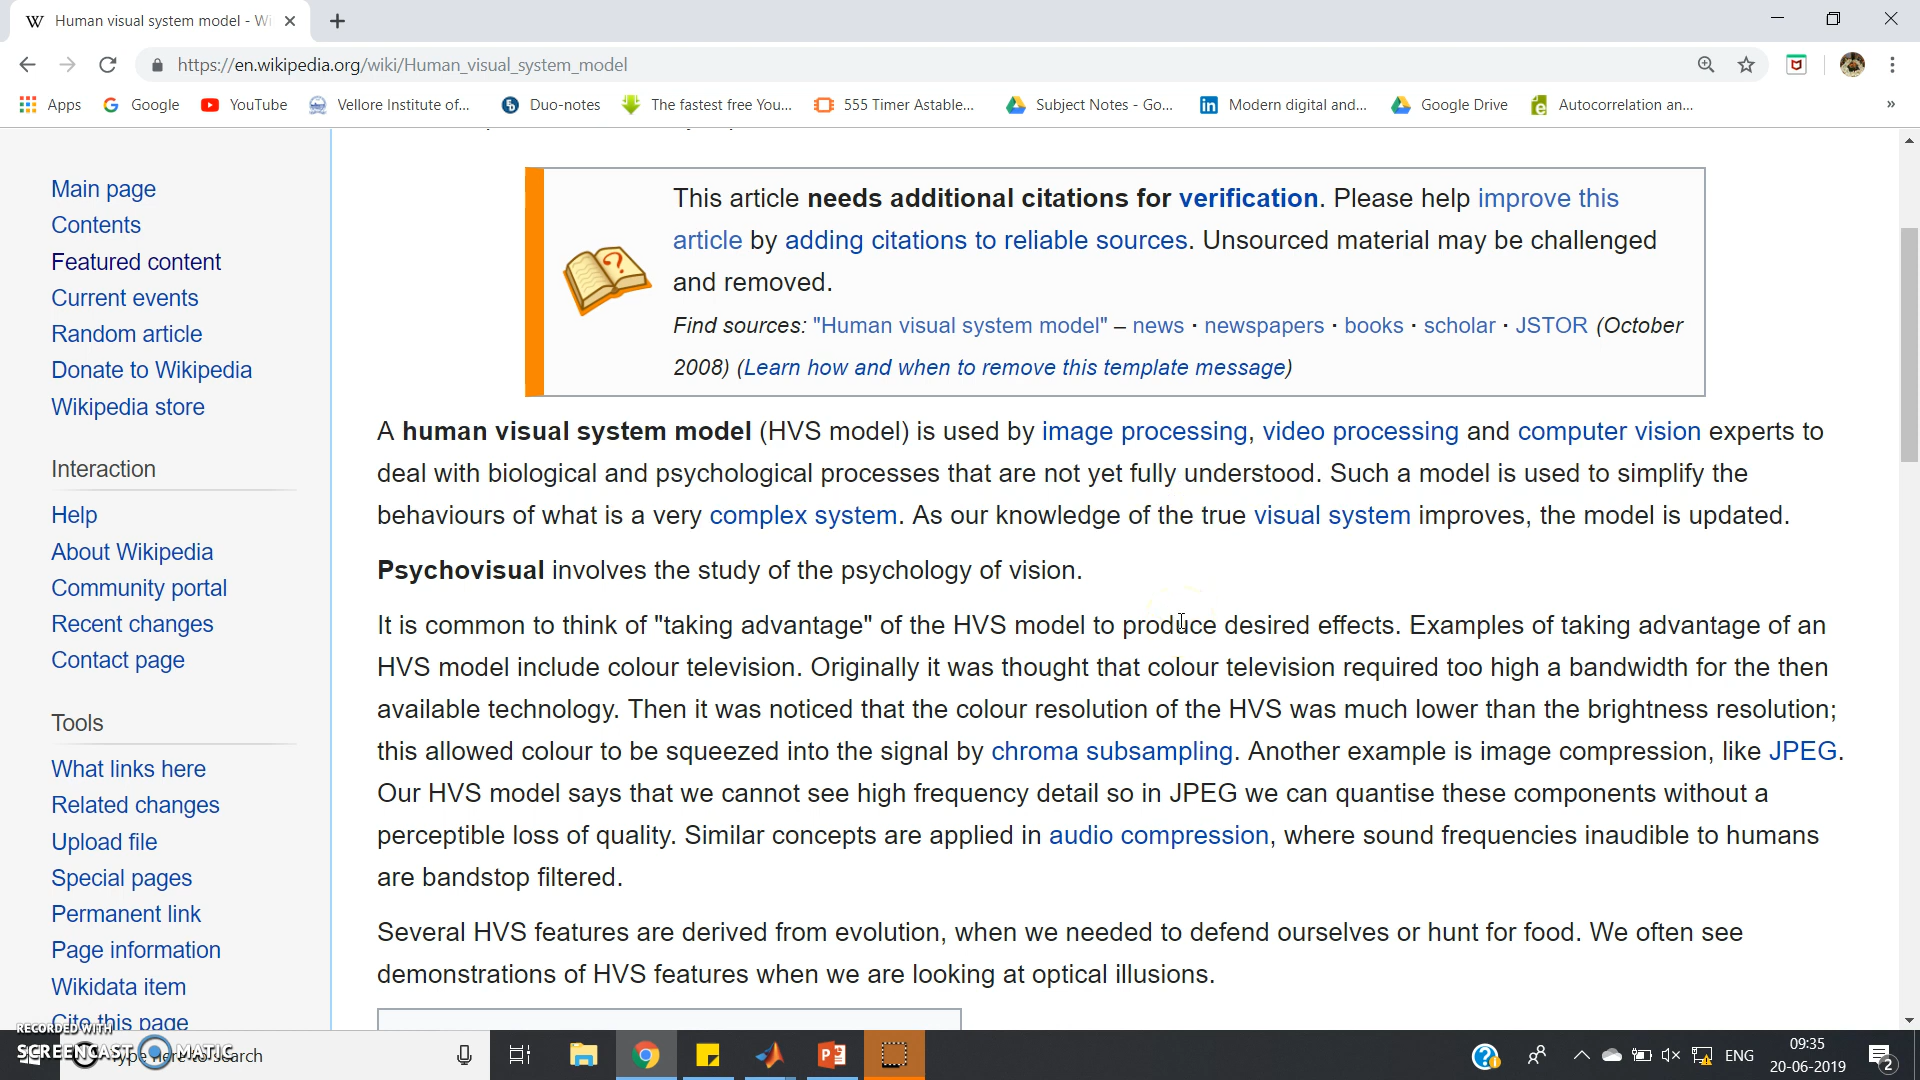 Human visual system model - Wi
https://en.wikipedia.org/wiki/Human_visual_system_model
Apps Google YouTube Vellore Institute of... Duo-notes The fastest free You... 555 Timer Astable... Subject Notes - Go... Modern digital and... Google Drive Autocorrelation an... »
Main page
Contents
Featured content
Current events
Random article
Donate to Wikipedia
Wikipedia store
Interaction
Help
About Wikipedia
Community portal
Recent changes
Contact page
Tools
What links here
Related changes
Upload file
Special pages
Permanent link
Page information
Wikidata item
Cite this page
This article needs additional citations for verification. Please help improve this
article by adding citations to reliable sources. Unsourced material may be challenged
and removed.
Find sources: "Human visual system model" – news · newspapers · books · scholar · JSTOR (October
2008) (Learn how and when to remove this template message)
A human visual system model (HVS model) is used by image processing, video processing and computer vision experts to
deal with biological and psychological processes that are not yet fully understood. Such a model is used to simplify the
behaviours of what is a very complex system. As our knowledge of the true visual system improves, the model is updated.
Psychovisual involves the study of the psychology of vision.
It is common to think of "taking advantage" of the HVS model to produce desired effects. Examples of taking advantage of an
HVS model include colour television. Originally it was thought that colour television required too high a bandwidth for the then
available technology. Then it was noticed that the colour resolution of the HVS was much lower than the brightness resolution;
this allowed colour to be squeezed into the signal by chroma subsampling. Another example is image compression, like JPEG.
Our HVS model says that we cannot see high frequency detail so in JPEG we can quantise these components without a
perceptible loss of quality. Similar concepts are applied in audio compression, where sound frequencies inaudible to humans
are bandstop filtered.
Several HVS features are derived from evolution, when we needed to defend ourselves or hunt for food. We often see
demonstrations of HVS features when we are looking at optical illusions.
RECORDED WITH
SCREENCAST MATIC
Type here to search
ENG
09:35
20-06-2019
2